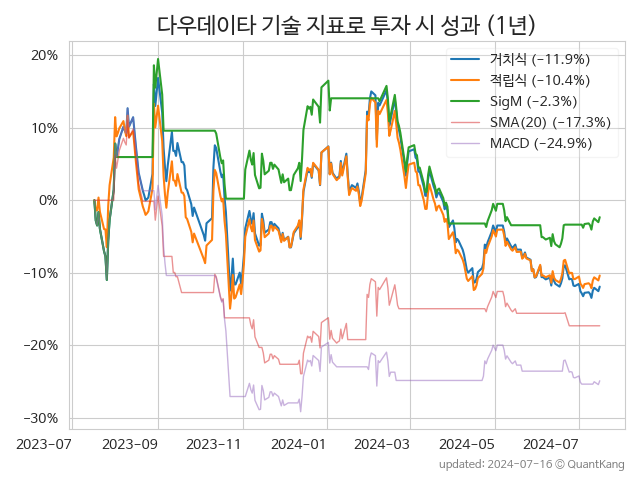 다우데이타 기술 지표로 투자 시 성과 (1년)
20%
10%
0%
−10%
−20%
−30%
거치식 (−11.9%)
적립식 (−10.4%)
SigM (−2.3%)
SMA(20) (−17.3%)
MACD (−24.9%)
2023-07
2023-09
2023-11
2024-01
2024-03
2024-05
2024-07
updated: 2024-07-16 © QuantKang